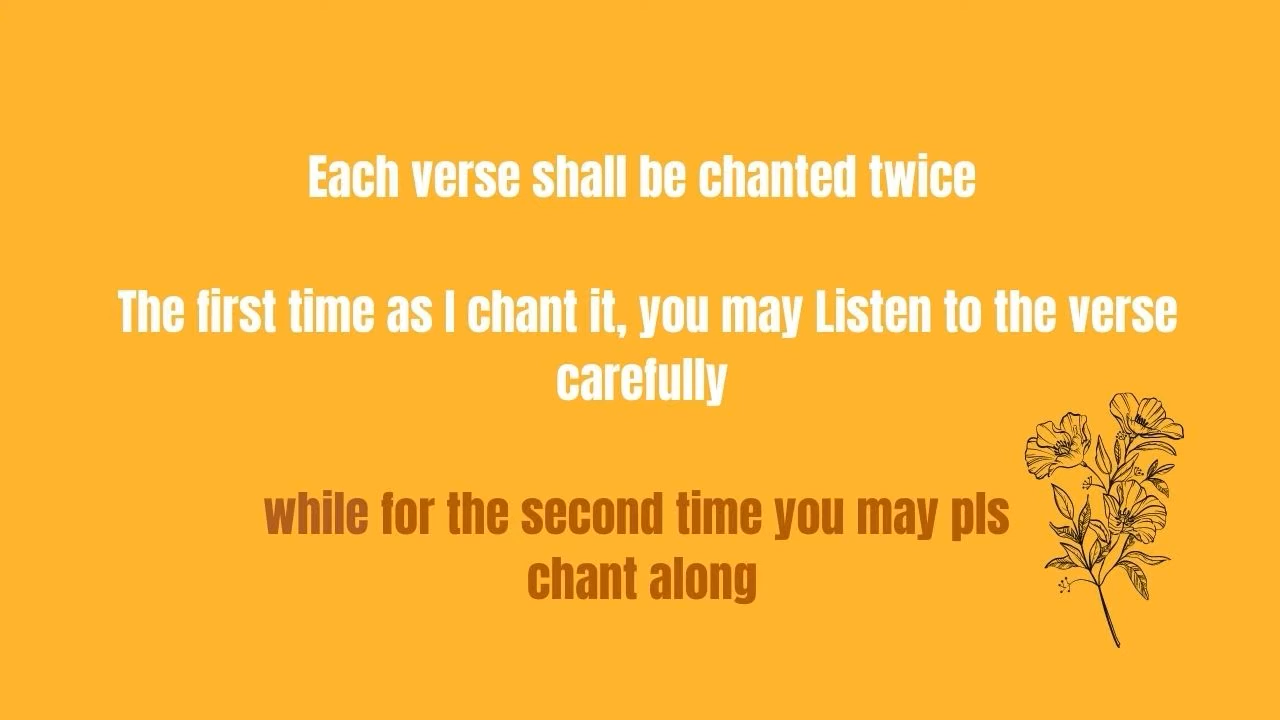 Each verse shall be chanted twice
The first time as I chant it, you may Listen to the verse
carefully
while for the second time you may pls
chant along